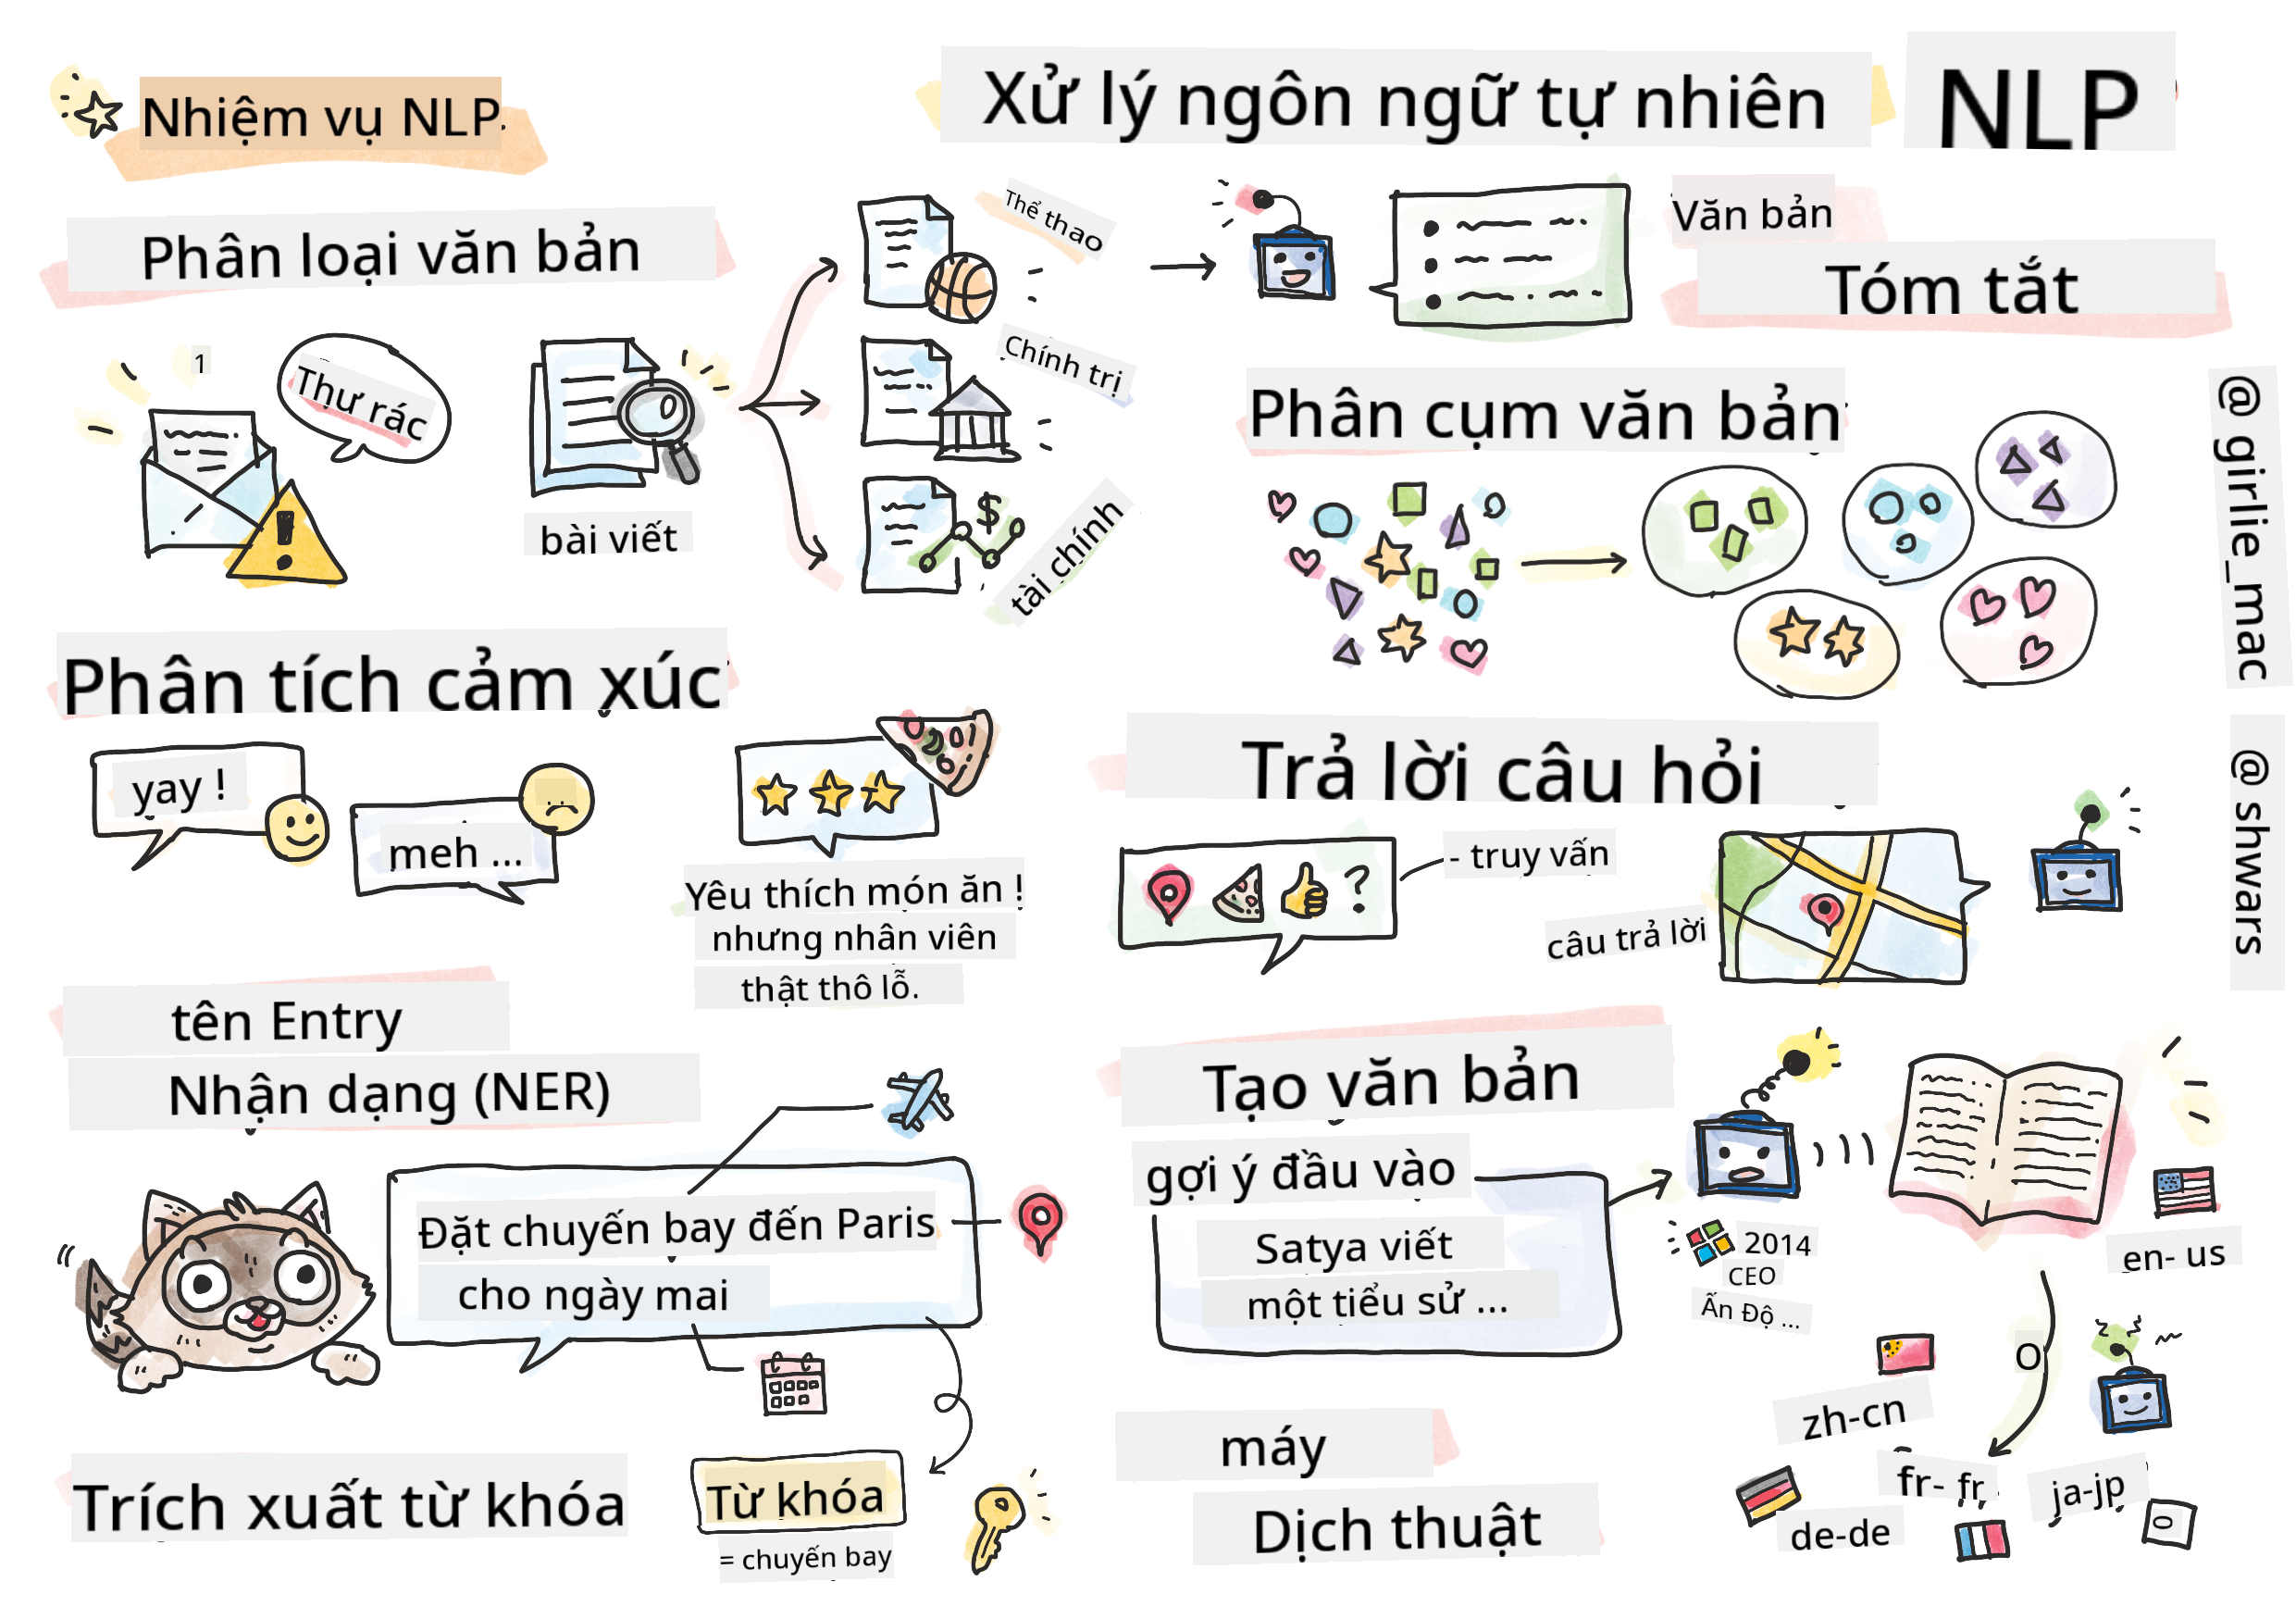 Nhiệm vụ NLP
Xử lý ngôn ngữ tự nhiên
NLP
Phân loại văn bản
1
Thư rác
bài viết
Thể thao
Chính trị
tài chính
Văn bản
Tóm tắt
Phân cụm văn bản
@ girlie_mac
@ shwars
Phân tích cảm xúc
yay !
meh ...
Yêu thích món ăn !
nhưng nhân viên
thật thô lỗ.
Trả lời câu hỏi
?
- truy vấn
câu trả lời
tên Entry
Nhận dạng (NER)
Đặt chuyến bay đến Paris
cho ngày mai
Trích xuất từ khóa
Từ khóa
= chuyến bay
Tạo văn bản
gợi ý đầu vào
Satya viết
một tiểu sử ...
2014
CEO
Ấn Độ ...
en- us
O
zh-cn
fr- fr
ja-jp
de-de
0
máy
Dịch thuật